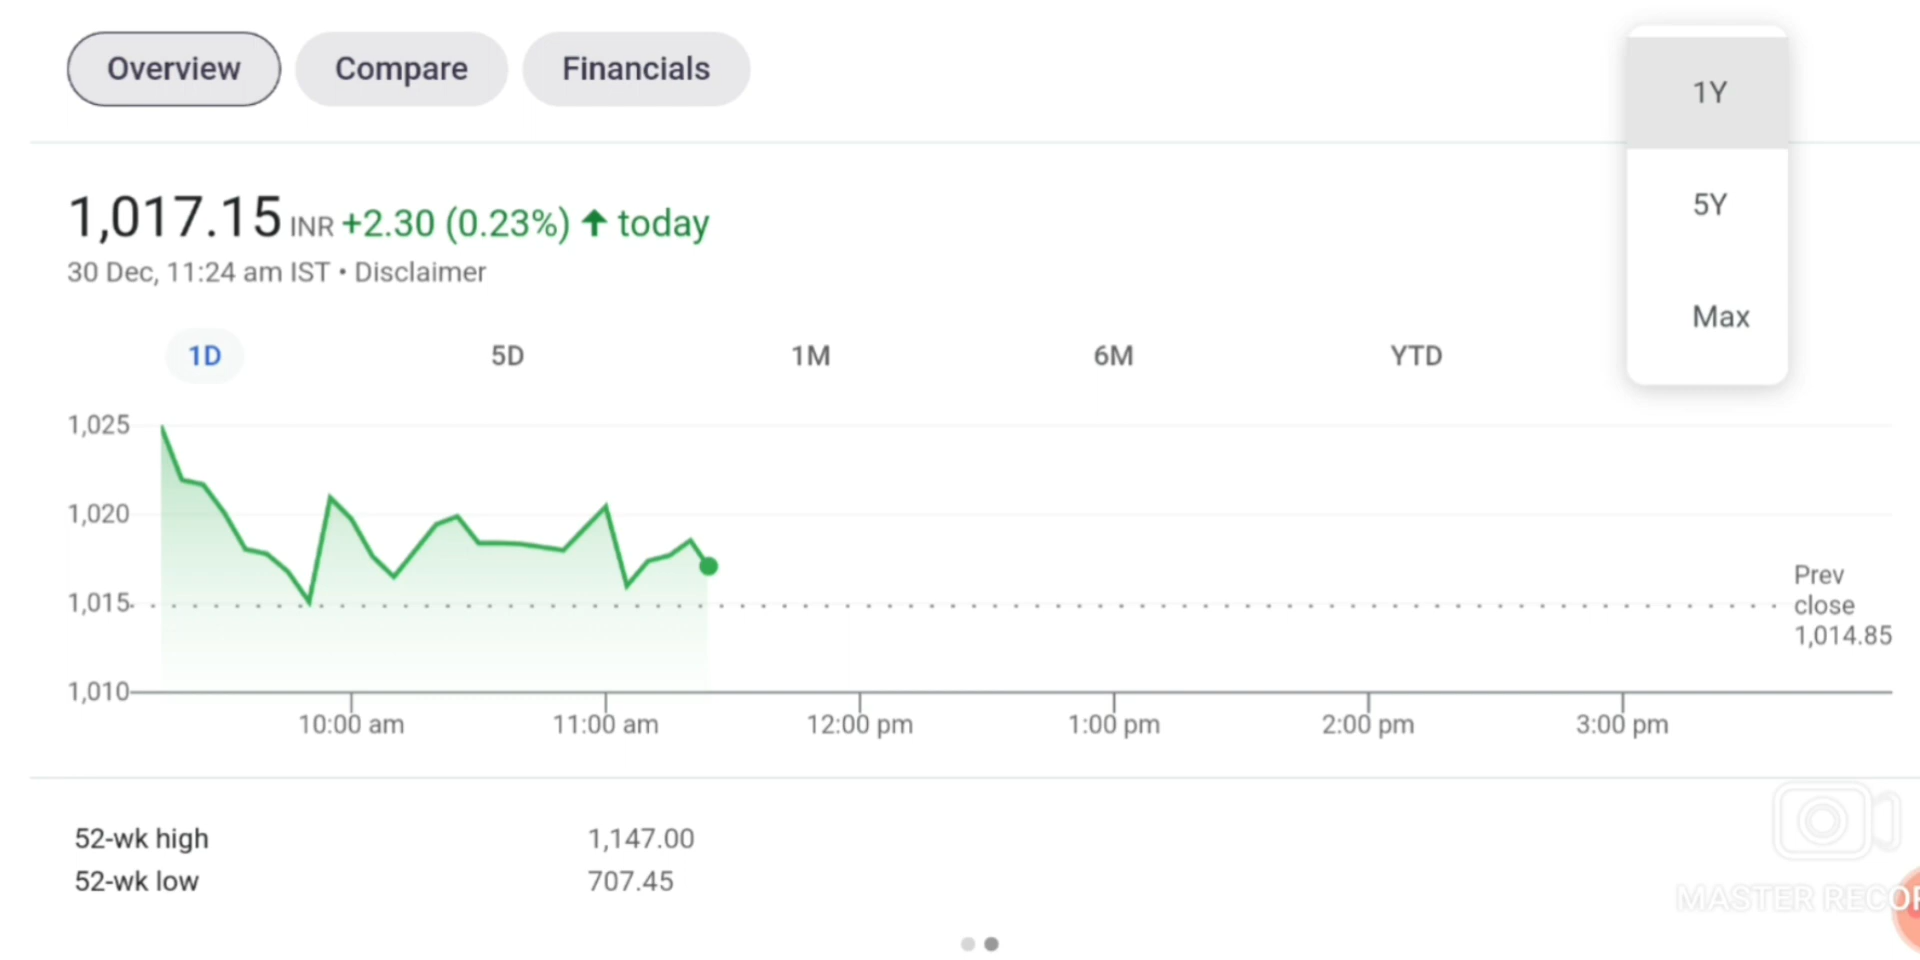 Overview Compare Financials
1Y
5Y
Max
1,017.15 INR +2.30 (0.23%) ↑ today
30 Dec, 11:24 am IST • Disclaimer
1D 5D 1M 6M YTD
1,025
1,020
1,015
1,010
Prev
close
1,014.85
10:00 am 11:00 am 12:00 pm 1:00 pm 2:00 pm 3:00 pm
52-wk high 1,147.00
52-wk low 707.45
MASTER RECOR